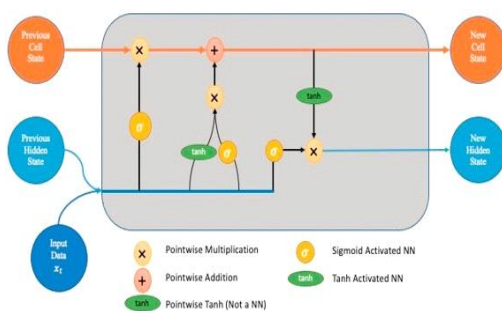 Previous
Cell
State
New
Cell
State
×
+
×
tanh
σ
tanh
σ
σ
×
Previous
Hidden
State
New
Hidden
State
Input
Data
xₜ
× Pointwise Multiplication
σ Sigmoid Activated NN
+ Pointwise Addition
tanh Tanh Activated NN
tanh Pointwise Tanh (Not a NN)